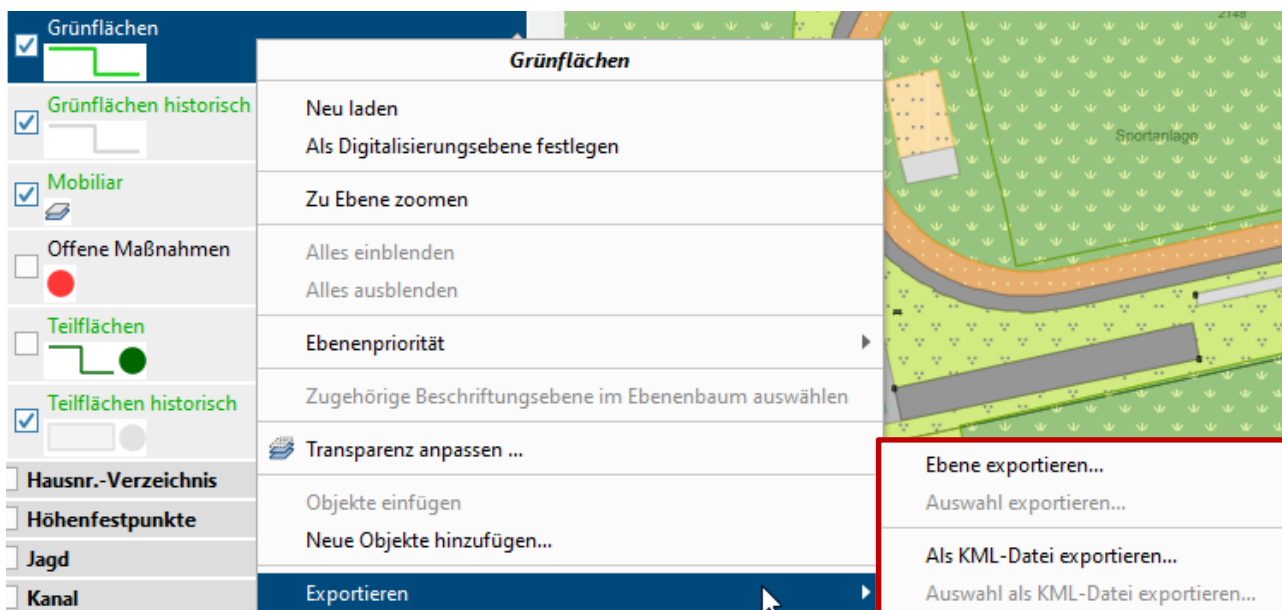 Grünflächen
Grünflächen historisch
Mobiliar
Offene Maßnahmen
Teilflächen
Teilflächen historisch
Hausnr.-Verzeichnis
Höhenfestpunkte
Jagd
Kanal
Grünflächen
Neu laden
Als Digitalisierungsebene festlegen
Zu Ebene zoomen
Alles einblenden
Alles ausblenden
Ebenenpriorität
Zugehörige Beschriftungsebene im Ebenenbaum auswählen
Transparenz anpassen ...
Objekte einfügen
Neue Objekte hinzufügen...
Exportieren
Ebene exportieren...
Auswahl exportieren...
Als KML-Datei exportieren...
Auswahl als KML-Datei exportieren...
Sportanlage